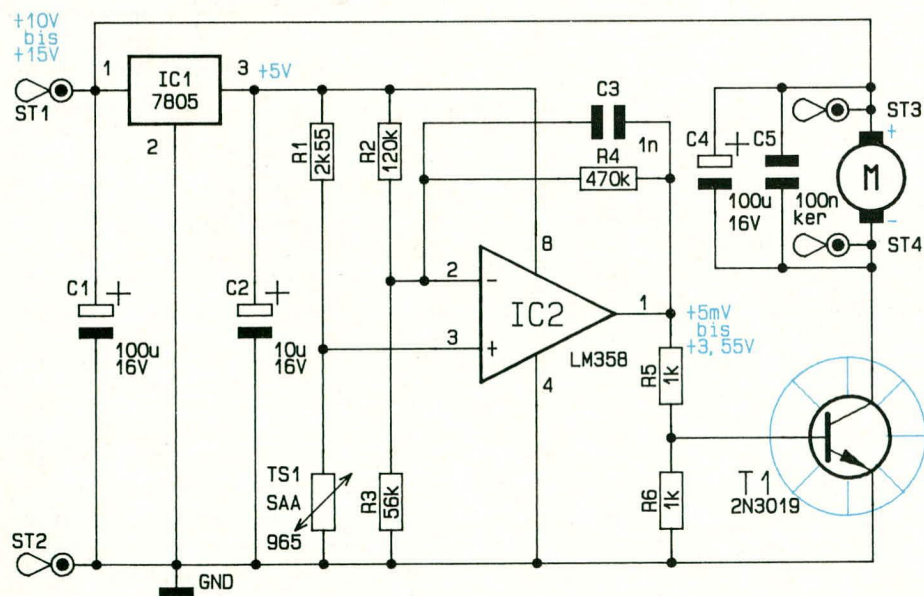 +10V
bis
+15V
ST1
1
IC1
7805
3
+5V
2
R1
2k55
R2
120k
C3
1n
R4
470k
C4
+
100u
16V
C5
100n
ker
ST3
+
M
-
ST4
C1
+
100u
16V
C2
+
10u
16V
2
-
8
IC2
3
+
1
LM358
4
+5mV
bis
+3,55V
R5
1k
TS1
SAA
965
R3
56k
R6
1k
T1
2N3019
ST2
GND